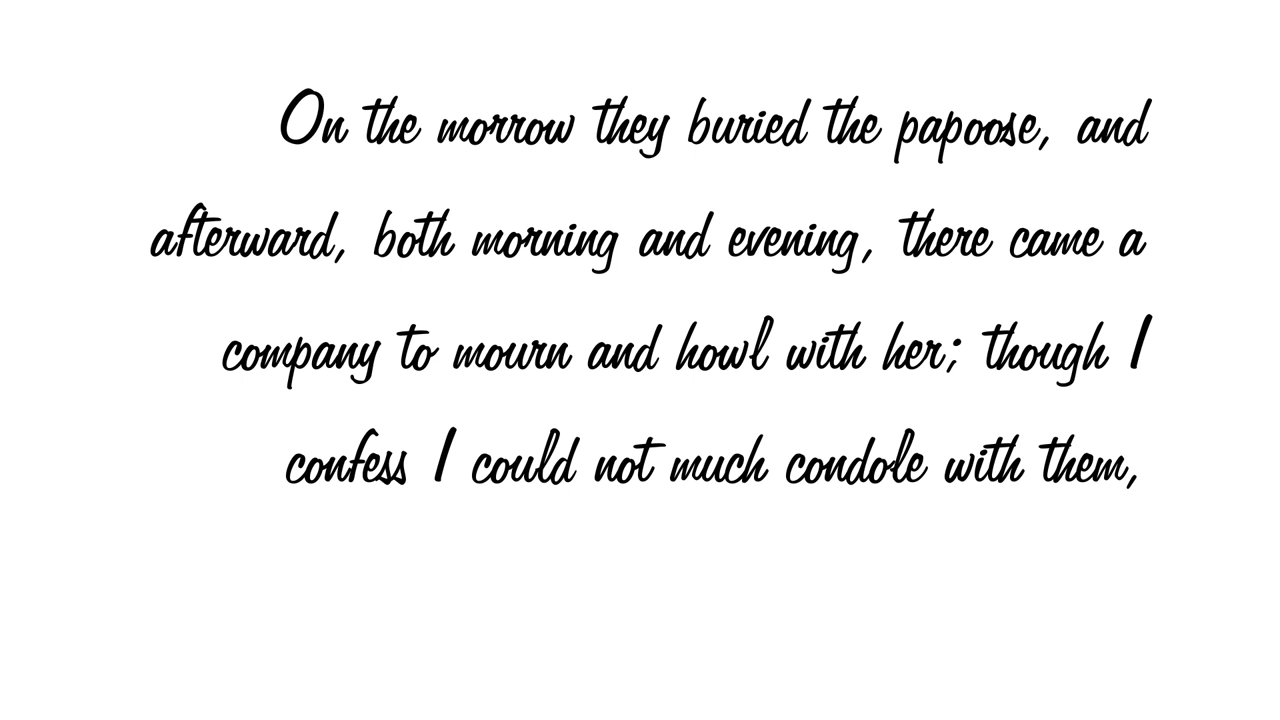 On the morrow they buried the papoose, and
afterward, both morning and evening, there came a
company to mourn and howl with her; though I
confess I could not much condole with them,